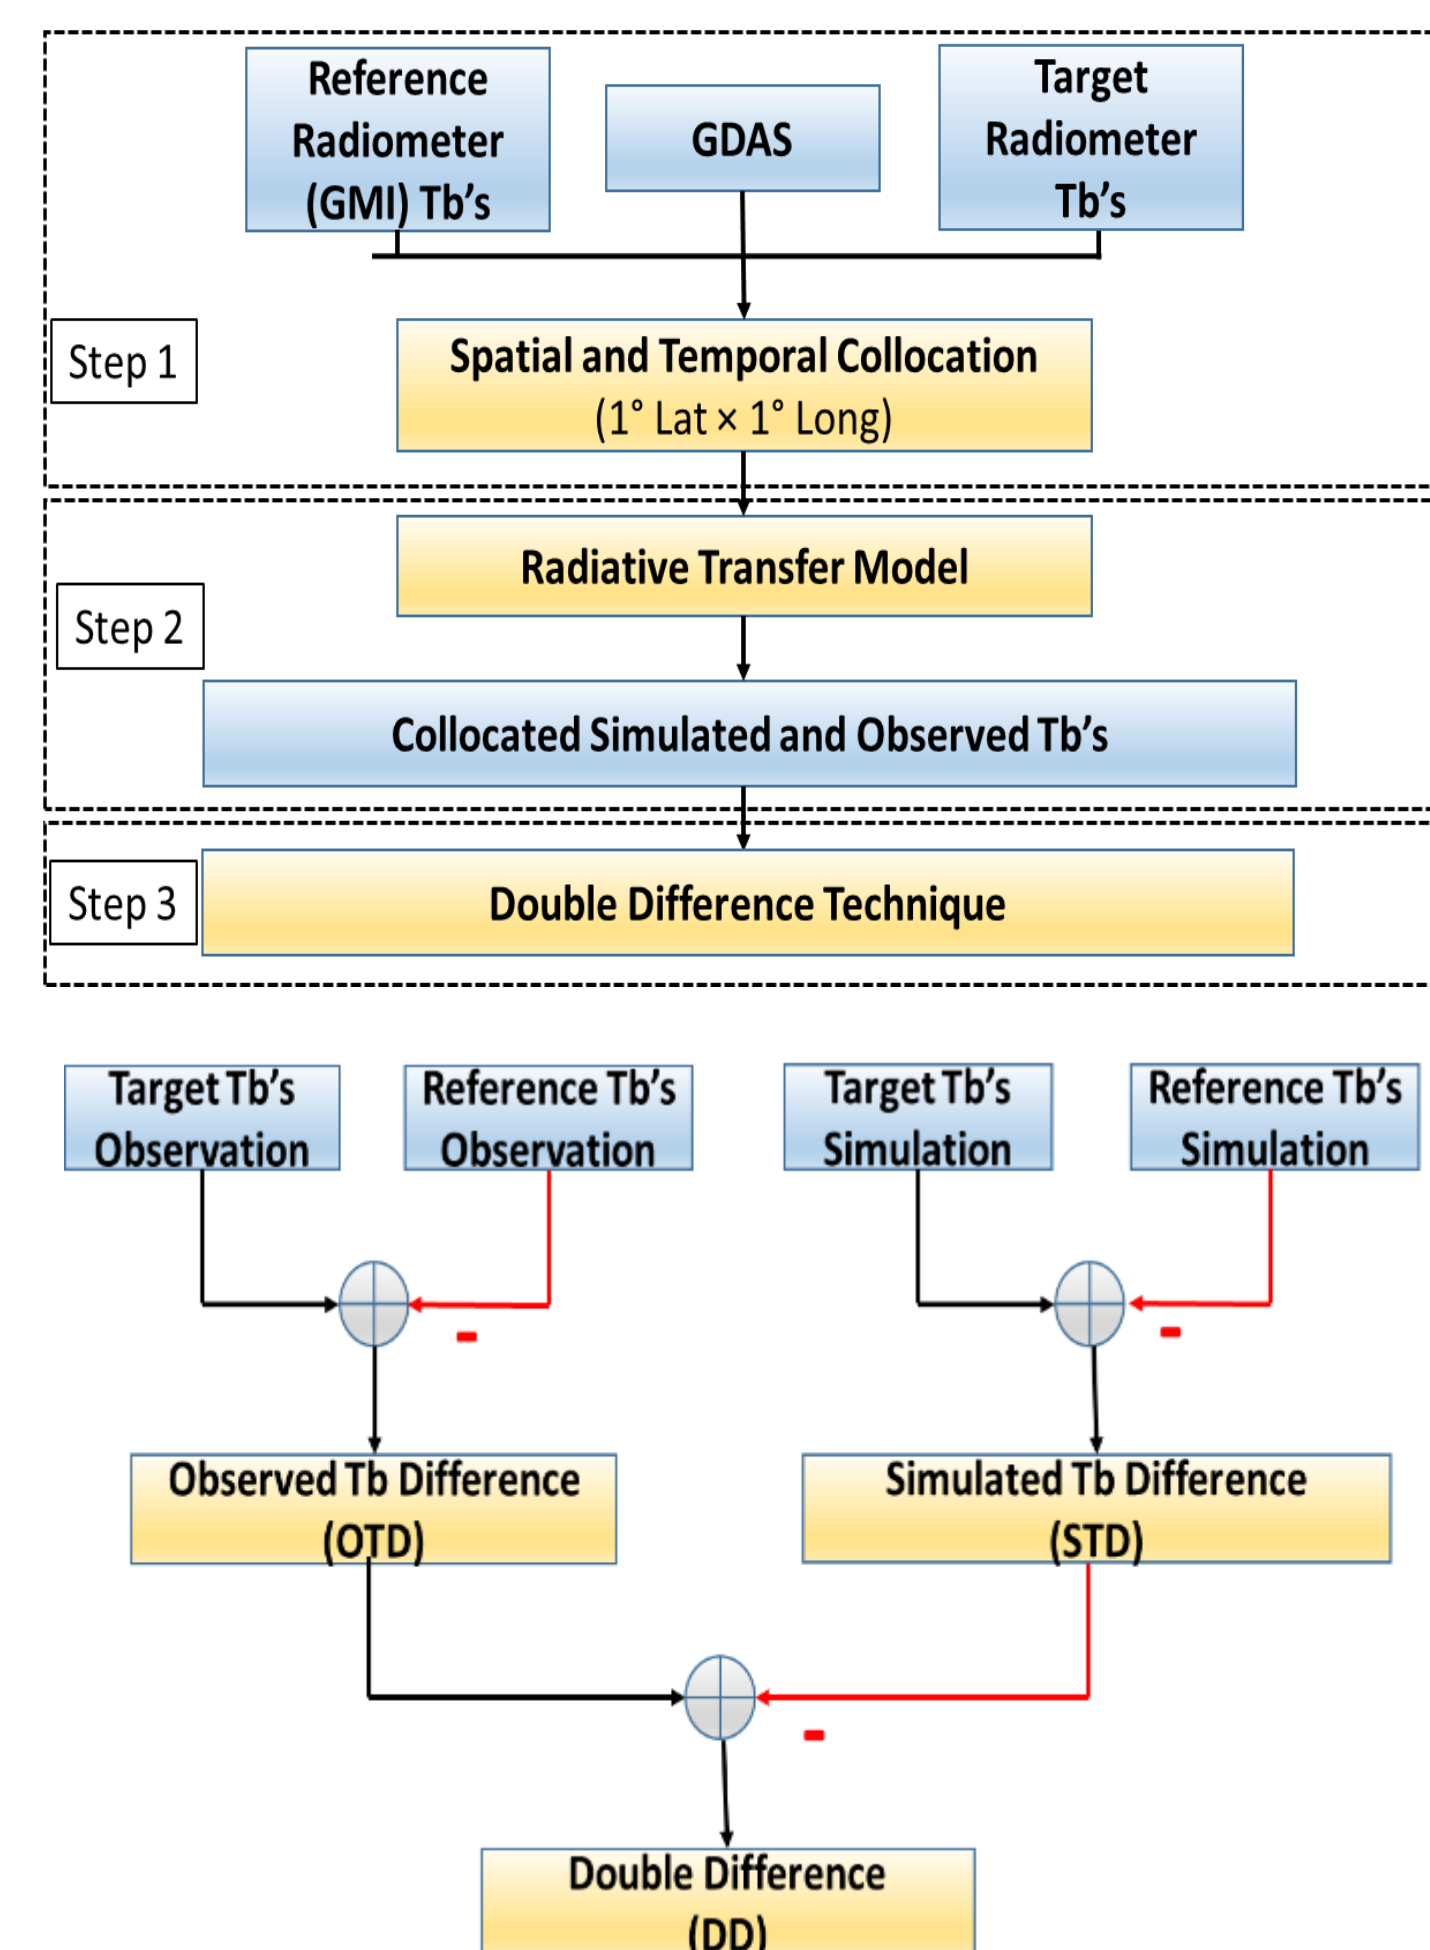 Reference
Radiometer
(GMI) Tb’s
GDAS
Target
Radiometer
Tb’s
Step 1
Spatial and Temporal Collocation
(1° Lat × 1° Long)
Radiative Transfer Model
Step 2
Collocated Simulated and Observed Tb’s
Step 3
Double Difference Technique
Target Tb’s
Observation
Reference Tb’s
Observation
Target Tb’s
Simulation
Reference Tb’s
Simulation
-
-
Observed Tb Difference
(OTD)
Simulated Tb Difference
(STD)
-
Double Difference
(DD)